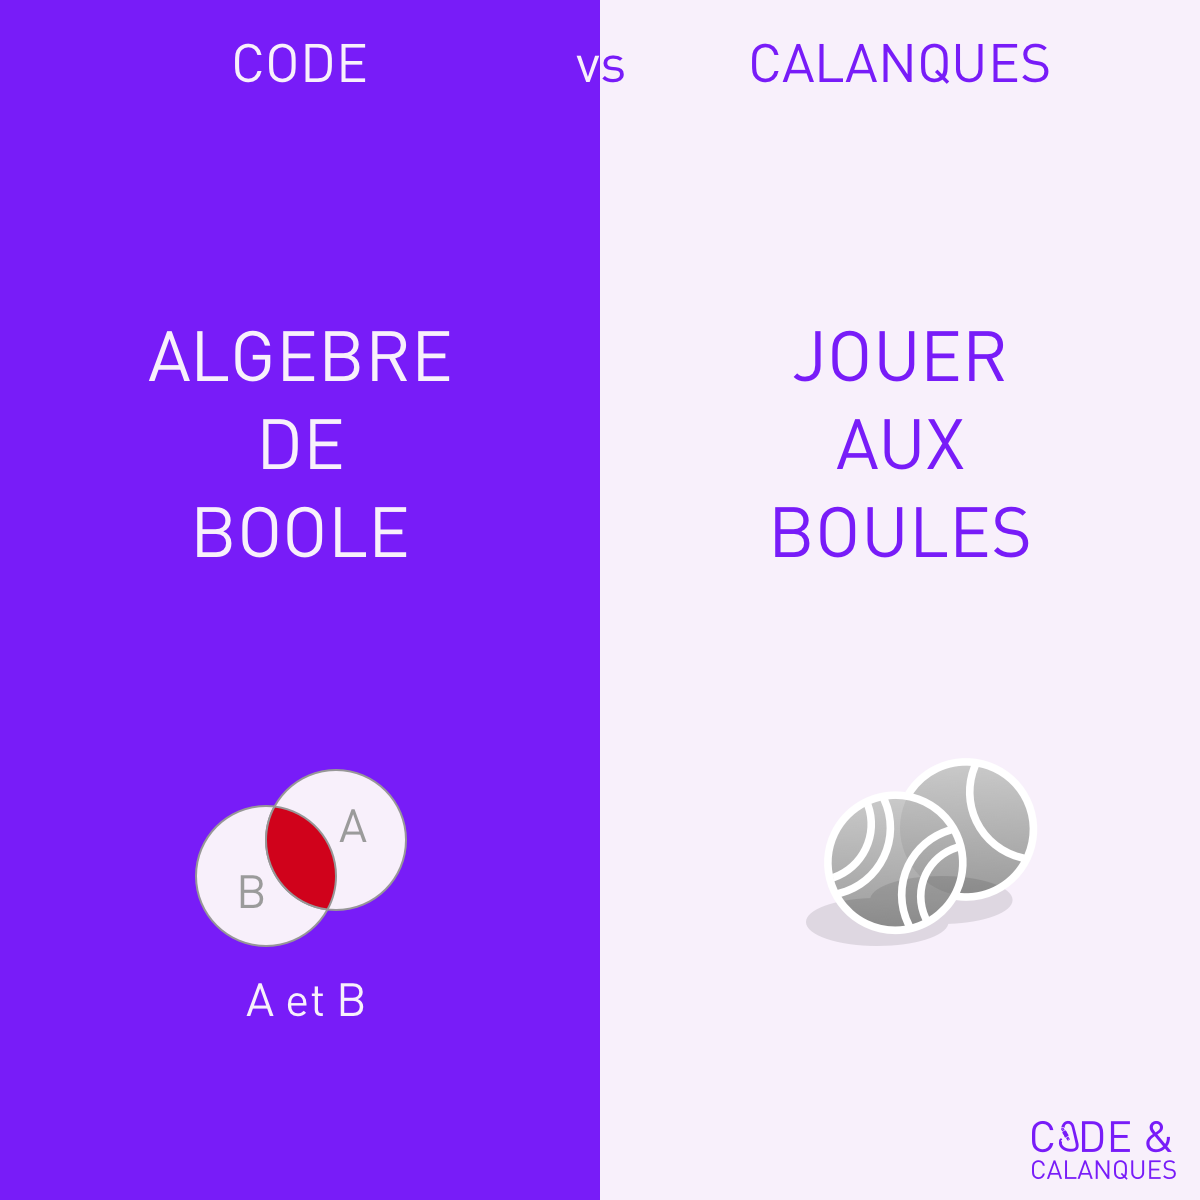 CODE vs CALANQUES
ALGEBRE
DE
BOOLE
A
B
A et B
JOUER
AUX
BOULES
CODE &
CALANQUES